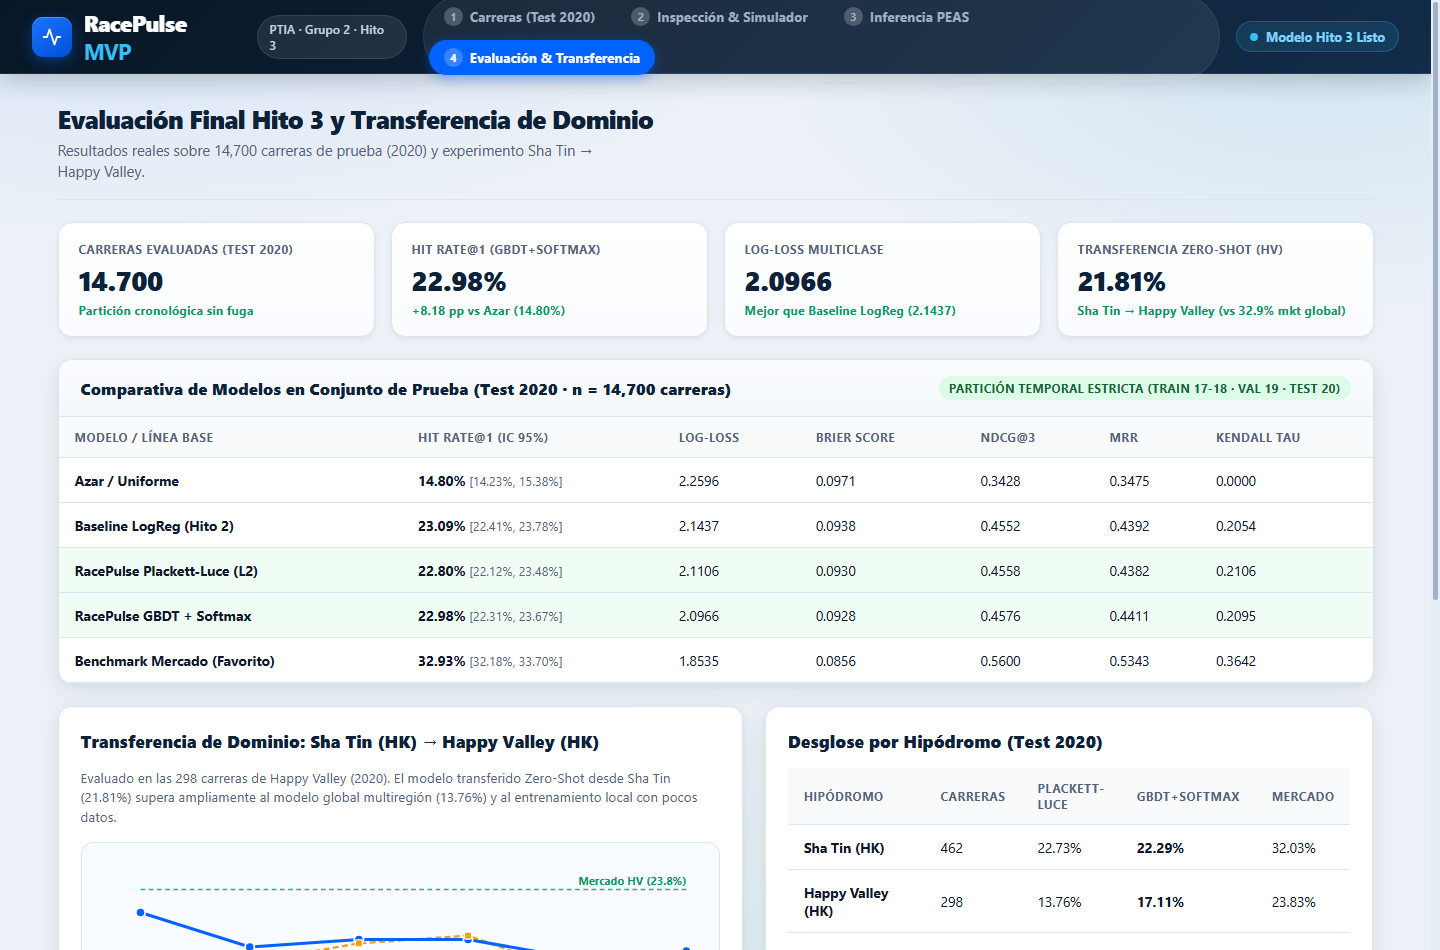 RacePulse
MVP
PTIA · Grupo 2 · Hito
3
1 Carreras (Test 2020)
2 Inspección & Simulador
3 Inferencia PEAS
4 Evaluación & Transferencia
Modelo Hito 3 Listo
Evaluación Final Hito 3 y Transferencia de Dominio
Resultados reales sobre 14,700 carreras de prueba (2020) y experimento Sha Tin →
Happy Valley.
CARRERAS EVALUADAS (TEST 2020)
14.700
Partición cronológica sin fuga
HIT RATE@1 (GBDT+SOFTMAX)
22.98%
+8.18 pp vs Azar (14.80%)
LOG-LOSS MULTICLASE
2.0966
Mejor que Baseline LogReg (2.1437)
TRANSFERENCIA ZERO-SHOT (HV)
21.81%
Sha Tin → Happy Valley (vs 32.9% mkt global)
Comparativa de Modelos en Conjunto de Prueba (Test 2020 · n = 14,700 carreras)
PARTICIÓN TEMPORAL ESTRICTA (TRAIN 17-18 · VAL 19 · TEST 20)
MODELO / LÍNEA BASE HIT RATE@1 (IC 95%) LOG-LOSS BRIER SCORE NDCG@3 MRR KENDALL TAU
Azar / Uniforme 14.80% [14.23%, 15.38%] 2.2596 0.0971 0.3428 0.3475 0.0000
Baseline LogReg (Hito 2) 23.09% [22.41%, 23.78%] 2.1437 0.0938 0.4552 0.4392 0.2054
RacePulse Plackett-Luce (L2) 22.80% [22.12%, 23.48%] 2.1106 0.0930 0.4558 0.4382 0.2106
RacePulse GBDT + Softmax 22.98% [22.31%, 23.67%] 2.0966 0.0928 0.4576 0.4411 0.2095
Benchmark Mercado (Favorito) 32.93% [32.18%, 33.70%] 1.8535 0.0856 0.5600 0.5343 0.3642
Transferencia de Dominio: Sha Tin (HK) → Happy Valley (HK)
Evaluado en las 298 carreras de Happy Valley (2020). El modelo transferido Zero-Shot desde Sha Tin
(21.81%) supera ampliamente al modelo global multiregión (13.76%) y al entrenamiento local con pocos
datos.
Mercado HV (23.8%)
Desglose por Hipódromo (Test 2020)
HIPÓDROMO CARRERAS PLACKETT-
LUCE GBDT+SOFTMAX MERCADO
Sha Tin (HK) 462 22.73% 22.29% 32.03%
Happy Valley
(HK) 298 13.76% 17.11% 23.83%